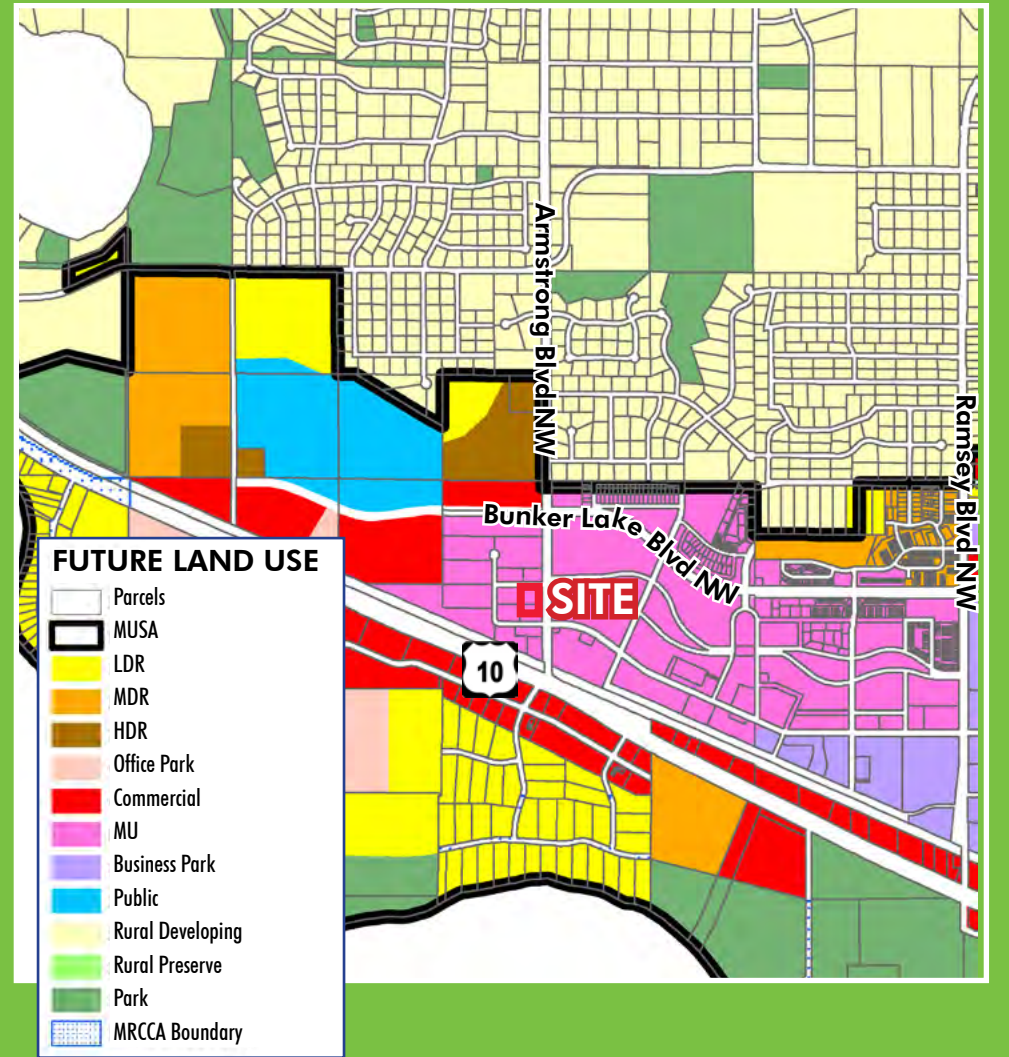 Armstrong Blvd NW
Ramsey Blvd NW
Bunker Lake Blvd NW
SITE
10
FUTURE LAND USE
Parcels
MUSA
LDR
MDR
HDR
Office Park
Commercial
MU
Business Park
Public
Rural Developing
Rural Preserve
Park
MRCCA Boundary